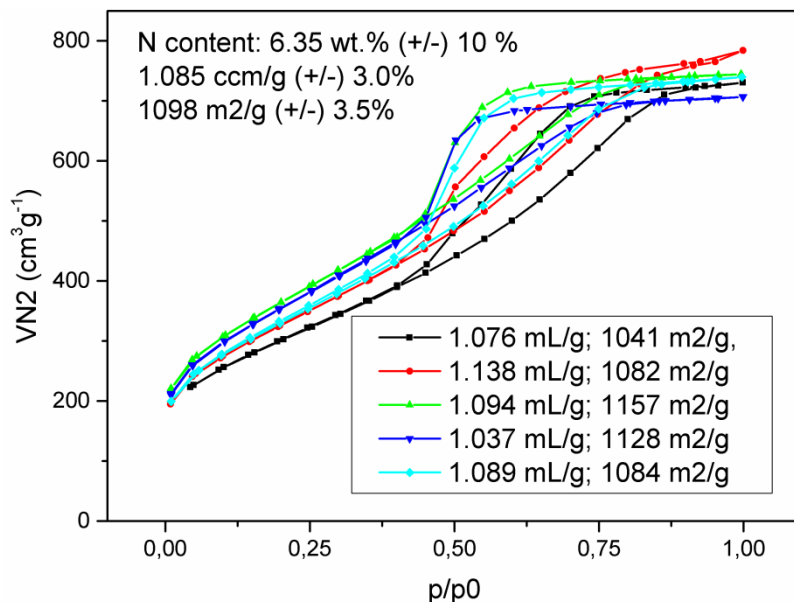 N content: 6.35 wt.% (+/-) 10 %
1.085 ccm/g (+/-) 3.0%
1098 m2/g (+/-) 3.5%
800
600
400
200
0
VN2 (cm³g⁻¹)
1.076 mL/g; 1041 m2/g,
1.138 mL/g; 1082 m2/g
1.094 mL/g; 1157 m2/g
1.037 mL/g; 1128 m2/g
1.089 mL/g; 1084 m2/g
0,00 0,25 0,50 0,75 1,00
p/p0